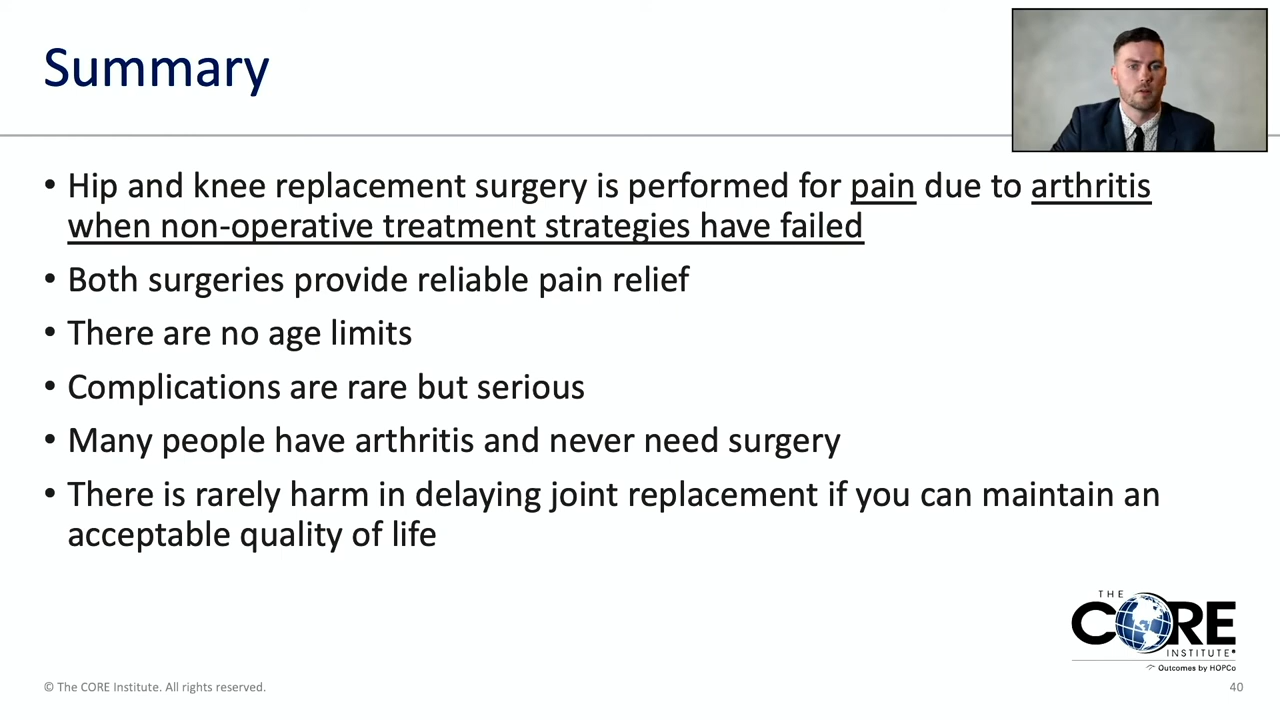 Summary
• Hip and knee replacement surgery is performed for pain due to arthritis
when non-operative treatment strategies have failed
• Both surgeries provide reliable pain relief
• There are no age limits
• Complications are rare but serious
• Many people have arthritis and never need surgery
• There is rarely harm in delaying joint replacement if you can maintain an
acceptable quality of life
THE
CORE
INSTITUTE®
Outcomes by HOPCo
© The CORE Institute. All rights reserved.
40